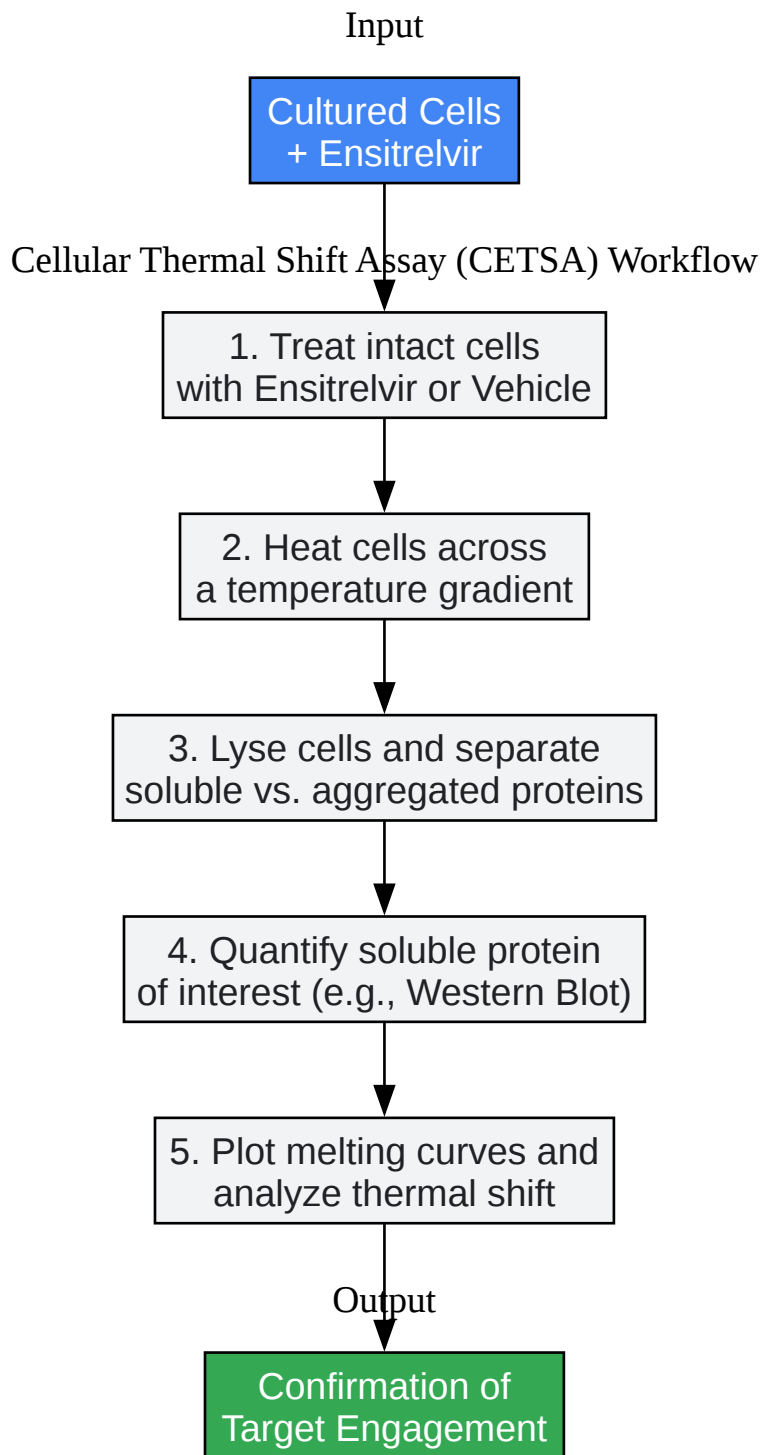 Input
Cultured Cells
+ Ensitrelvir
Cellular Thermal Shift Assay (CETSA) Workflow
1. Treat intact cells
with Ensitrelvir or Vehicle
2. Heat cells across
a temperature gradient
3. Lyse cells and separate
soluble vs. aggregated proteins
4. Quantify soluble protein
of interest (e.g., Western Blot)
5. Plot melting curves and
analyze thermal shift
Output
Confirmation of
Target Engagement